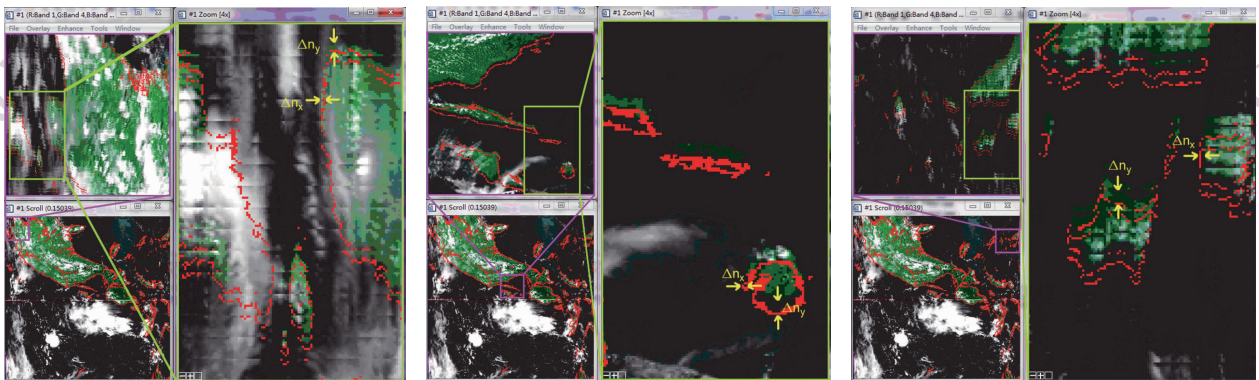 #1 (R:Band 1,G:Band 4,B:Band ...
File Overlay Enhance Tools Window
#1 Scroll (0.15039)
#1 Zoom [4x]
Δny
Δnx
#1 (R:Band 1,G:Band 4,B:Band ...
File Overlay Enhance Tools Window
#1 Scroll (0.15039)
#1 Zoom [4x]
Δnx
Δny
#1 (R:Band 1,G:Band 4,B:Band ...
File Overlay Enhance Tools Window
#1 Scroll (0.15039)
#1 Zoom [4x]
Δnx
Δny